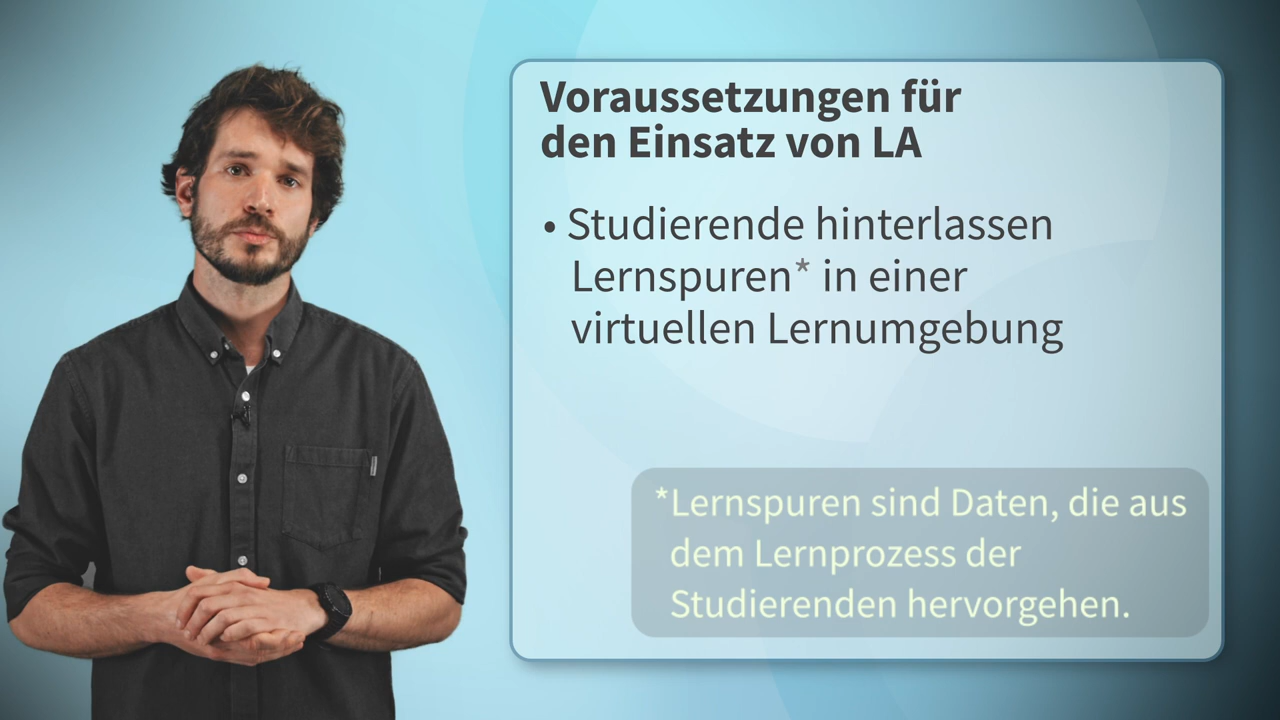 Voraussetzungen für
den Einsatz von LA
• Studierende hinterlassen
Lernspuren* in einer
virtuellen Lernumgebung
*Lernspuren sind Daten, die aus
dem Lernprozess der
Studierenden hervorgehen.